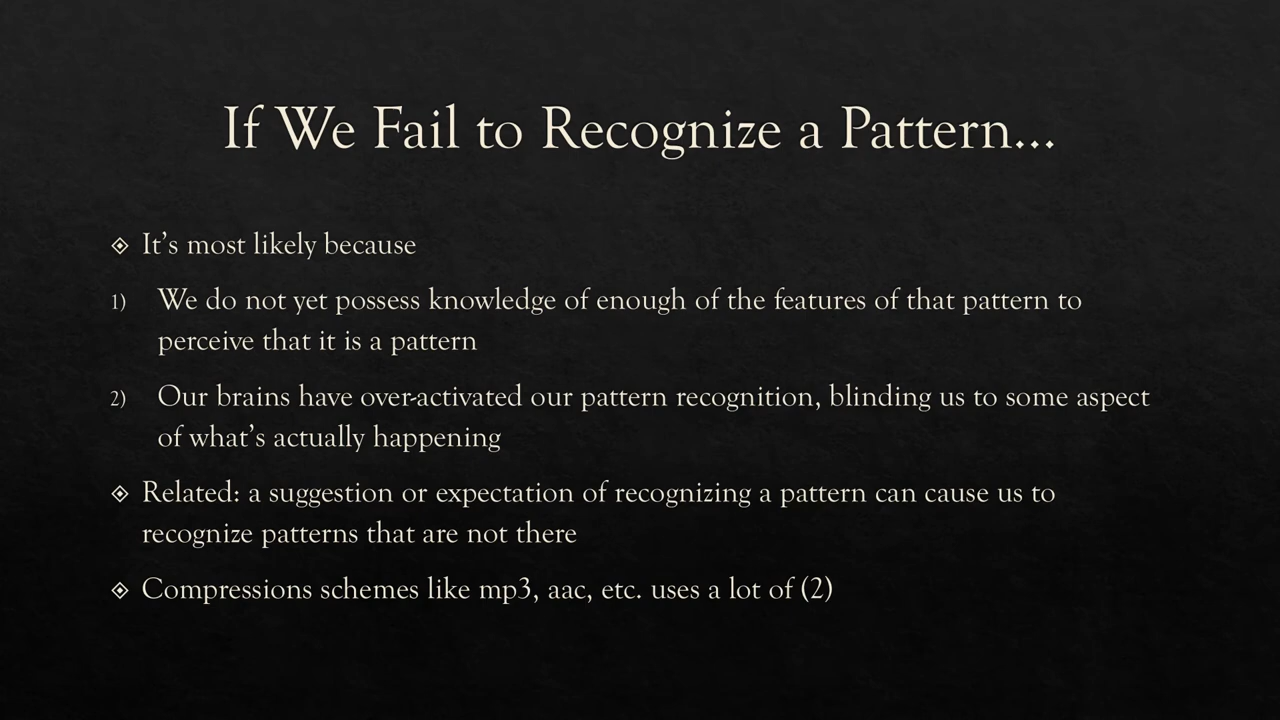 If We Fail to Recognize a Pattern...
It's most likely because
1) We do not yet possess knowledge of enough of the features of that pattern to
perceive that it is a pattern
2) Our brains have over-activated our pattern recognition, blinding us to some aspect
of what's actually happening
Related: a suggestion or expectation of recognizing a pattern can cause us to
recognize patterns that are not there
Compressions schemes like mp3, aac, etc. uses a lot of (2)